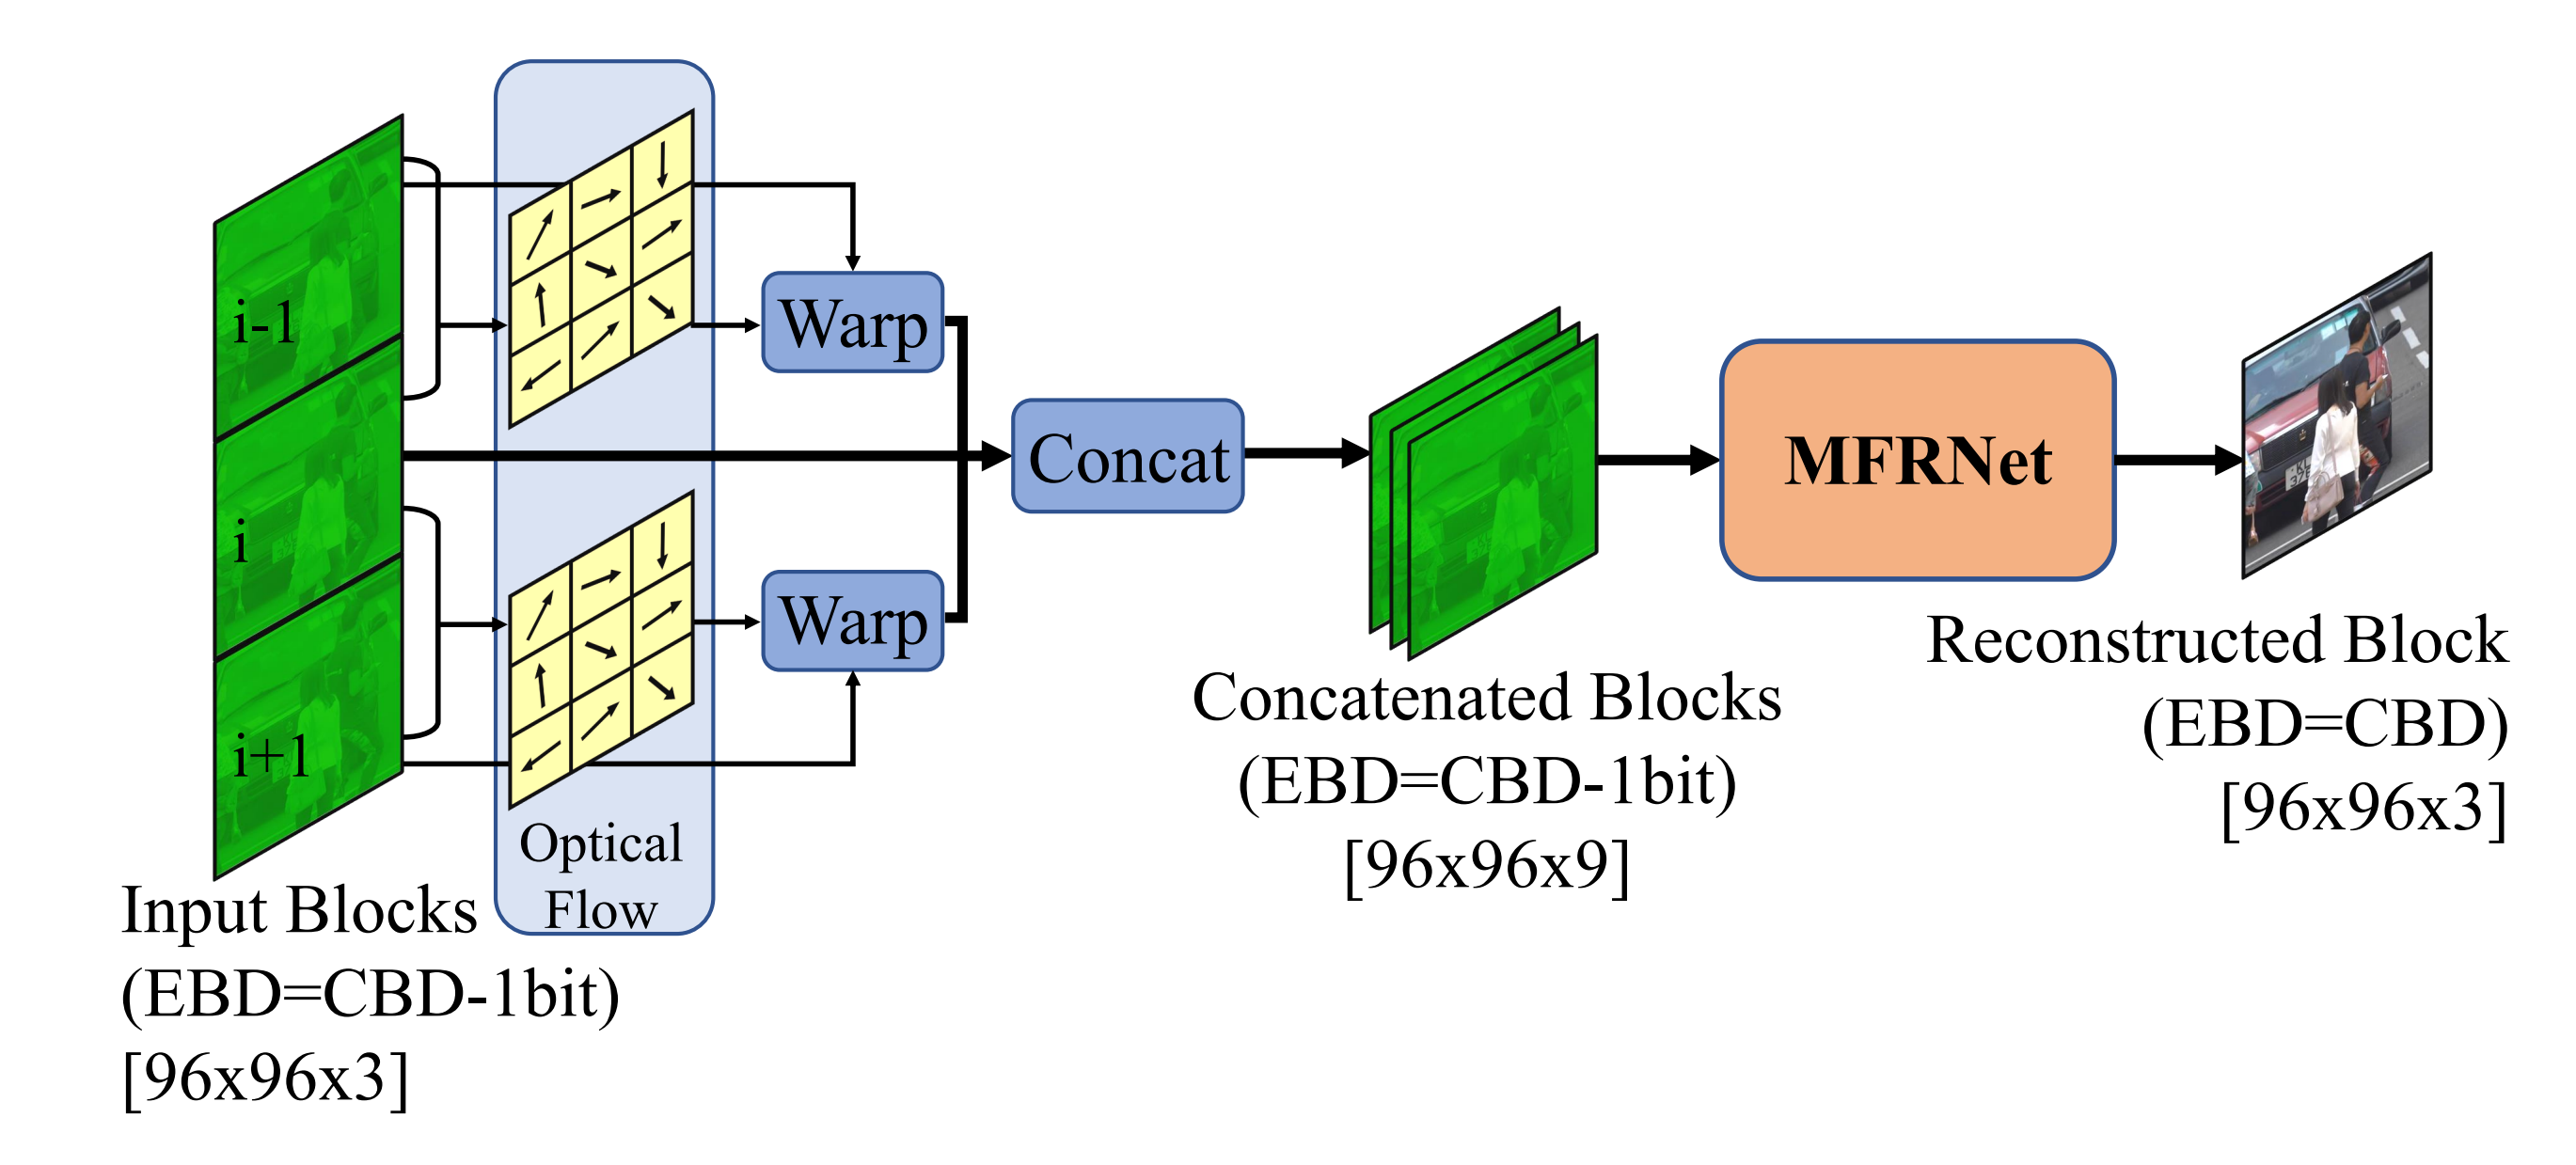 i-1
i
i+1
Input Blocks
(EBD=CBD-1bit)
[96x96x3]
Optical
Flow
Warp
Warp
Concat
Concatenated Blocks
(EBD=CBD-1bit)
[96x96x9]
MFRNet
Reconstructed Block
(EBD=CBD)
[96x96x3]